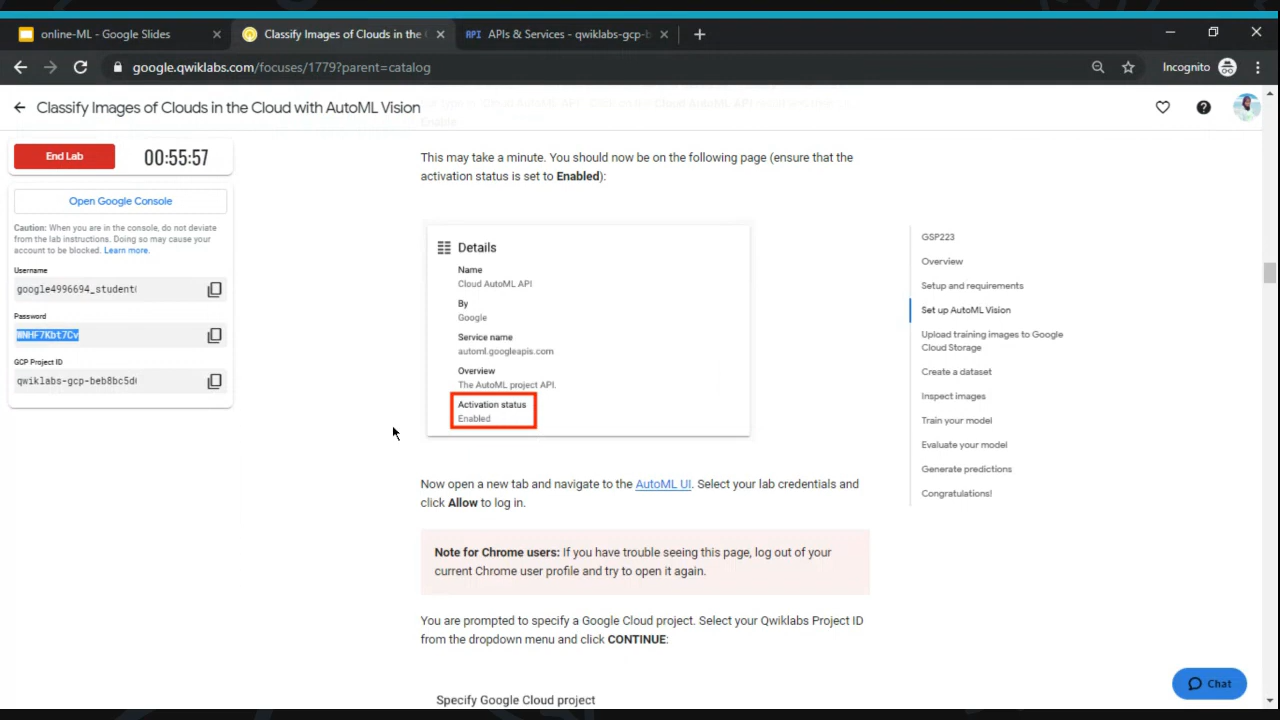 online-ML - Google Slides
Classify Images of Clouds in the C
API APIs & Services - qwiklabs-gcp-b
google.qwiklabs.com/focuses/1779?parent=catalog
Incognito
Classify Images of Clouds in the Cloud with AutoML Vision
End Lab
00:55:57
Open Google Console
Caution: When you are in the console, do not deviate
from the lab instructions. Doing so may cause your
account to be blocked. Learn more.
Username
google4996694_student
Password
WNHF7Kbt7Cv
GCP Project ID
qwiklabs-gcp-beb8bc5d
Enable
This may take a minute. You should now be on the following page (ensure that the
activation status is set to Enabled):
Details
Name
Cloud AutoML API
By
Google
Service name
automl.googleapis.com
Overview
The AutoML project API.
Activation status
Enabled
Now open a new tab and navigate to the AutoML UI. Select your lab credentials and
click Allow to log in.
Note for Chrome users: If you have trouble seeing this page, log out of your
current Chrome user profile and try to open it again.
You are prompted to specify a Google Cloud project. Select your Qwiklabs Project ID
from the dropdown menu and click CONTINUE:
Specify Google Cloud project
GSP223
Overview
Setup and requirements
Set up AutoML Vision
Upload training images to Google
Cloud Storage
Create a dataset
Inspect images
Train your model
Evaluate your model
Generate predictions
Congratulations!
Chat